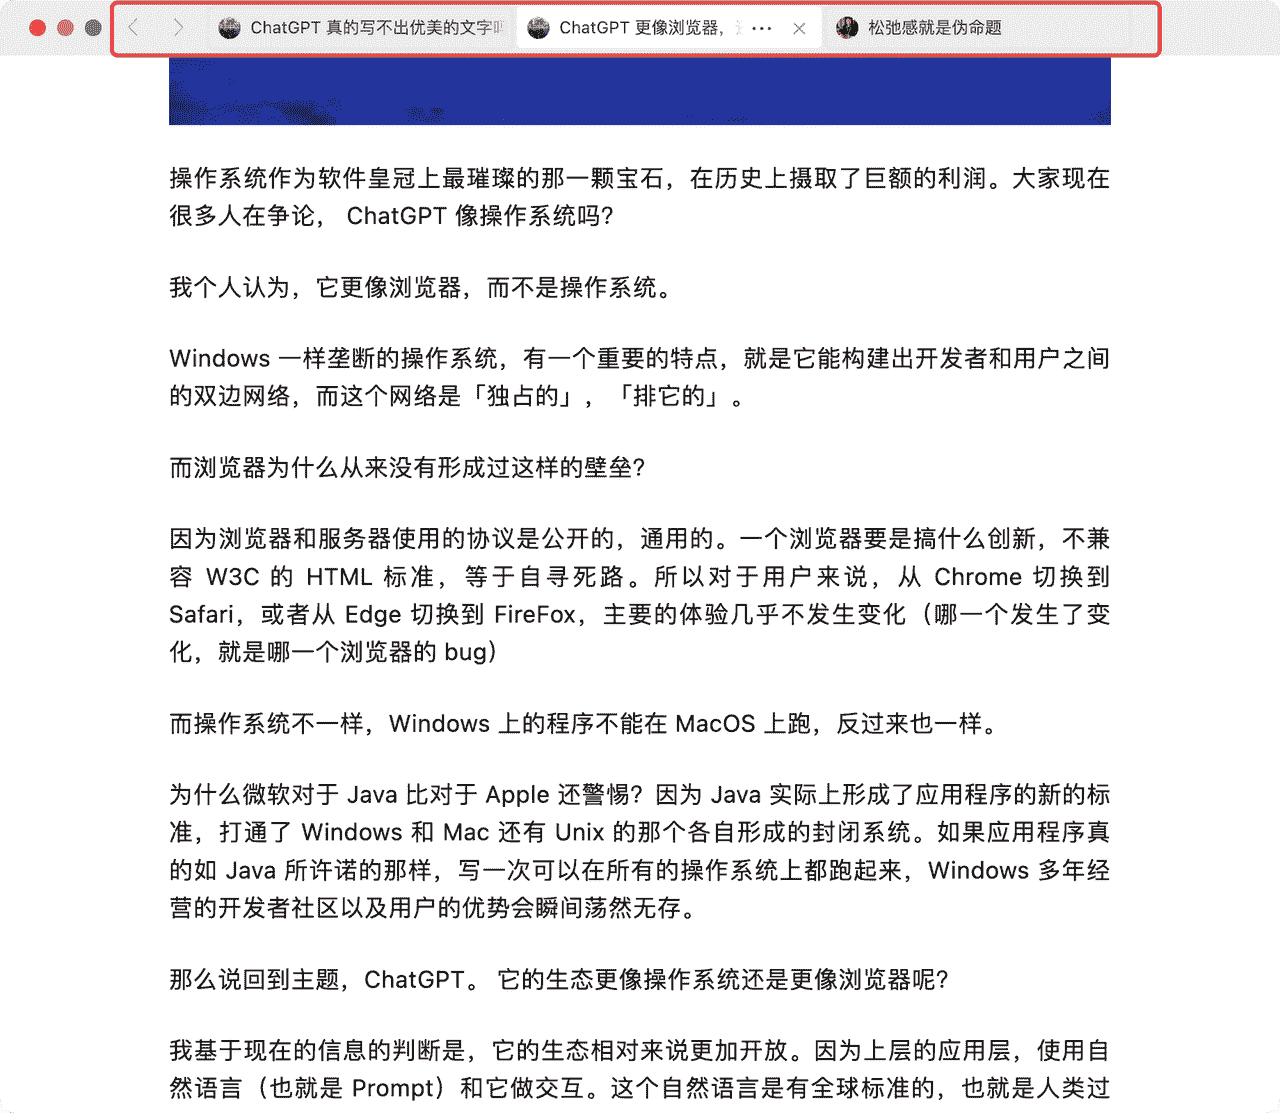 ChatGPT 真的写不出优美的文字
ChatGPT 更像浏览器，
松弛感就是伪命题
操作系统作为软件皇冠上最璀璨的那一颗宝石，在历史上摄取了巨额的利润。大家现在
很多人在争论， ChatGPT 像操作系统吗？
我个人认为，它更像浏览器，而不是操作系统。
Windows 一样垄断的操作系统，有一个重要的特点，就是它能构建出开发者和用户之间
的双边网络，而这个网络是「独占的」，「排它的」。
而浏览器为什么从来没有形成过这样的壁垒？
因为浏览器和服务器使用的协议是公开的，通用的。一个浏览器要是搞什么创新，不兼
容 W3C 的 HTML 标准，等于自寻死路。所以对于用户来说，从 Chrome 切换到
Safari，或者从 Edge 切换到 FireFox，主要的体验几乎不发生变化（哪一个发生了变
化，就是哪一个浏览器的 bug）
而操作系统不一样，Windows 上的程序不能在 MacOS 上跑，反过来也一样。
为什么微软对于 Java 比对于 Apple 还警惕？因为 Java 实际上形成了应用程序的新的标
准，打通了 Windows 和 Mac 还有 Unix 的那个各自形成的封闭系统。如果应用程序真
的如 Java 所许诺的那样，写一次可以在所有的操作系统上都跑起来，Windows 多年经
营的开发者社区以及用户的优势会瞬间荡然无存。
那么说回到主题，ChatGPT。 它的生态更像操作系统还是更像浏览器呢？
我基于现在的信息的判断是，它的生态相对来说更加开放。因为上层的应用层，使用自
然语言（也就是 Prompt）和它做交互。这个自然语言是有全球标准的，也就是人类过